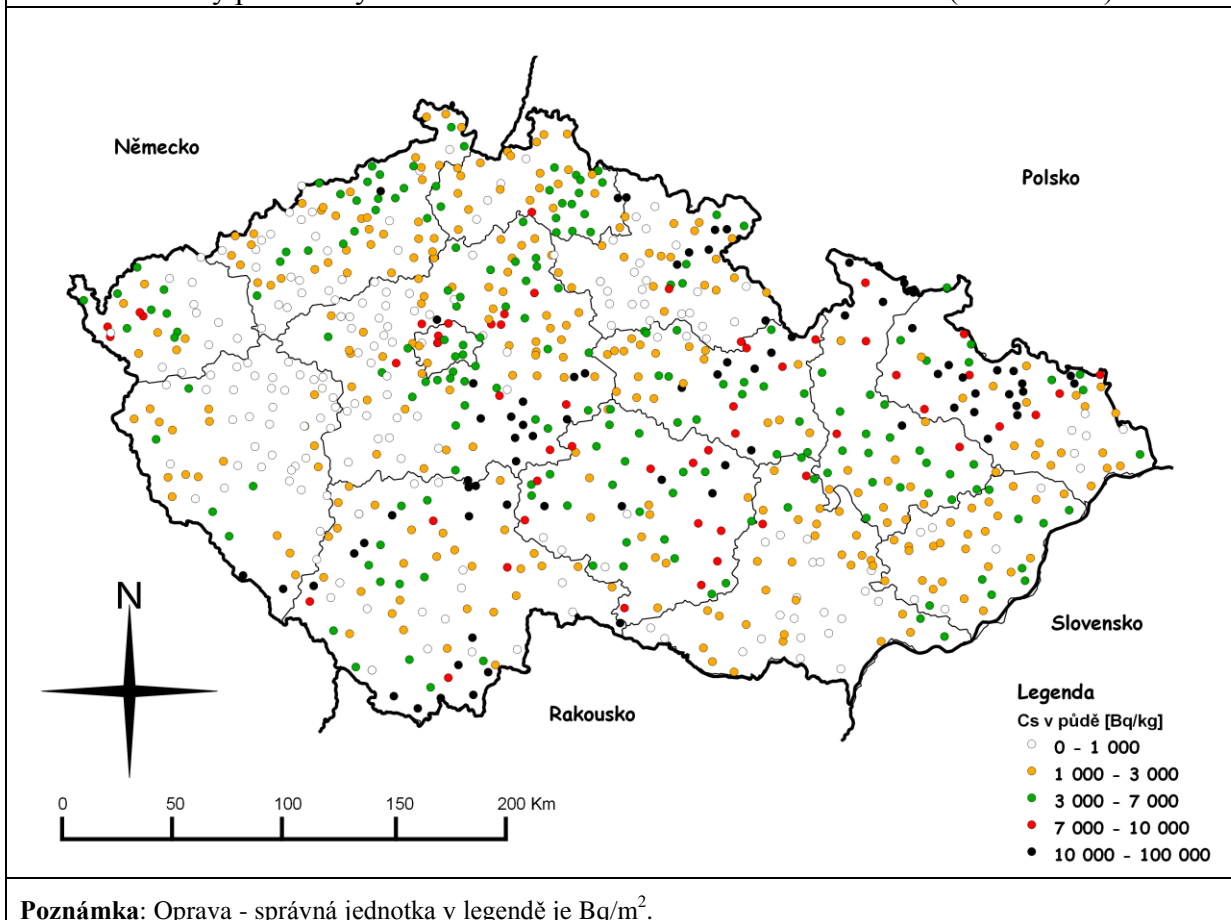 Německo
Polsko
N
Slovensko
Rakousko
Legenda
Cs v půdě [Bq/kg]
0 - 1 000
1 000 - 3 000
3 000 - 7 000
7 000 - 10 000
10 000 - 100 000
0 50 100 150 200 Km
Poznámka: Oprava - správná jednotka v legendě je Bq/m².